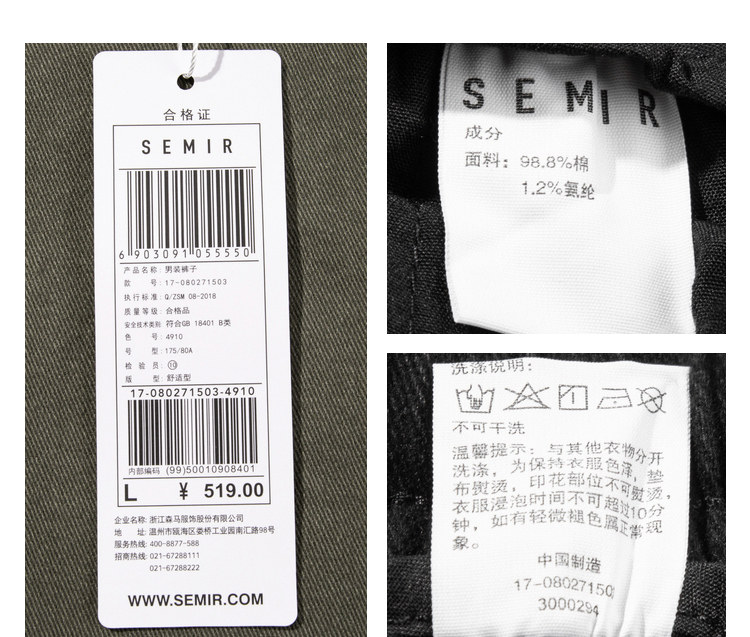 合格证
SEMIR
6 903091 055550
产品名称: 男装裤子
款 号: 17-080271503
执行标准: Q/ZSM 08-2018
质量等级: 合格品
安全技术类别: 符合GB 18401 B类
色 号: 4910
号 型: 175/80A
检 验 员: ⑩
版 型: 舒适型
17-080271503-4910
内部编码 (99)50010908401
L ¥ 519.00
企业名称: 浙江森马服饰股份有限公司
地 址: 温州市瓯海区娄桥工业园南汇路98号
服务热线: 400-8877-588
招商热线: 021-67288111
021-67288222
WWW.SEMIR.COM
SEMIR
成分
面料: 98.8%棉
1.2%氨纶
洗涤说明:
不可干洗
温馨提示: 与其他衣物分开
洗涤, 为保持衣服色泽, 垫
布熨烫, 印花部位不可熨烫,
衣服浸泡时间不可超过10分
钟, 如有轻微褪色属正常现
象。
中国制造
17-08027150
3000284